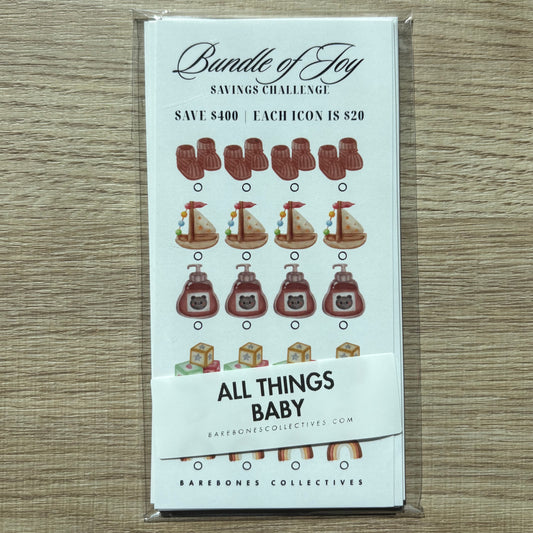 Bundle of Joy
SAVINGS CHALLENGE
SAVE $400 | EACH ICON IS $20
ALL THINGS
BABY
BAREBONESCOLLECTIVES.COM
BAREBONES COLLECTIVES